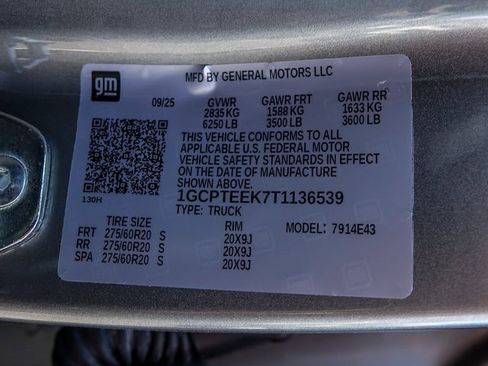 gm
MFD BY GENERAL MOTORS LLC
09/25 GVWR GAWR FRT GAWR RR
2835 KG 1588 KG 1633 KG
6250 LB 3500 LB 3600 LB
THIS VEHICLE CONFORMS TO ALL
APPLICABLE U.S. FEDERAL MOTOR
VEHICLE SAFETY STANDARDS IN EFFECT
ON THE DATE OF MANUFACTURE
SHOWN ABOVE.
1GCPTEEK7T1136539
130H
TYPE: TRUCK
TIRE SIZE RIM MODEL: 7914E43
FRT 275/60R20 S 20X9J
RR 275/60R20 S 20X9J
SPA 275/60R20 S 20X9J